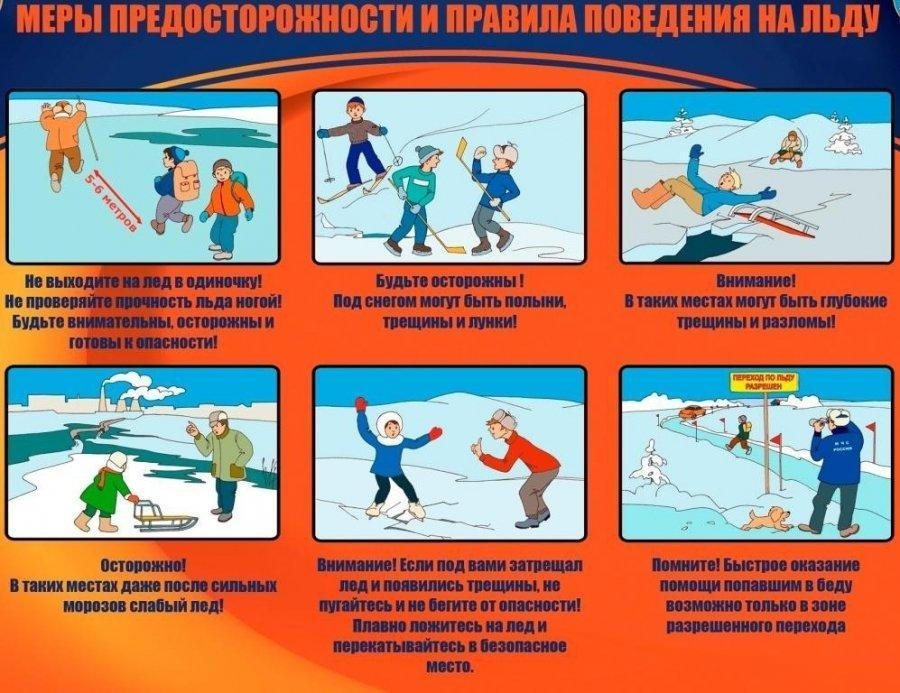 МЕРЫ ПРЕДОСТОРОЖНОСТИ И ПРАВИЛА ПОВЕДЕНИЯ НА ЛЬДУ
5-6 метров
Не выходите на лед в одиночку!
Не проверяйте прочность льда ногой!
Будьте внимательны, осторожны и
готовы к опасности!
Будьте осторожны !
Под снегом могут быть полыни,
трещины и лунки!
Внимание!
В таких местах могут быть глубокие
трещины и разломы!
Осторожно!
В таких местах даже после сильных
морозов слабый лед!
Внимание! Если под вами затрещал
лед и появились трещины, не
пугайтесь и не бегите от опасности!
Плавно ложитесь на лед и
перекатывайтесь в безопасное
место.
ПЕРЕХОД ПО ЛЬДУ
РАЗРЕШЕН
МЧС
РОССИИ
Помните! Быстрое оказание
помощи попавшим в беду
возможно только в зоне
разрешенного перехода